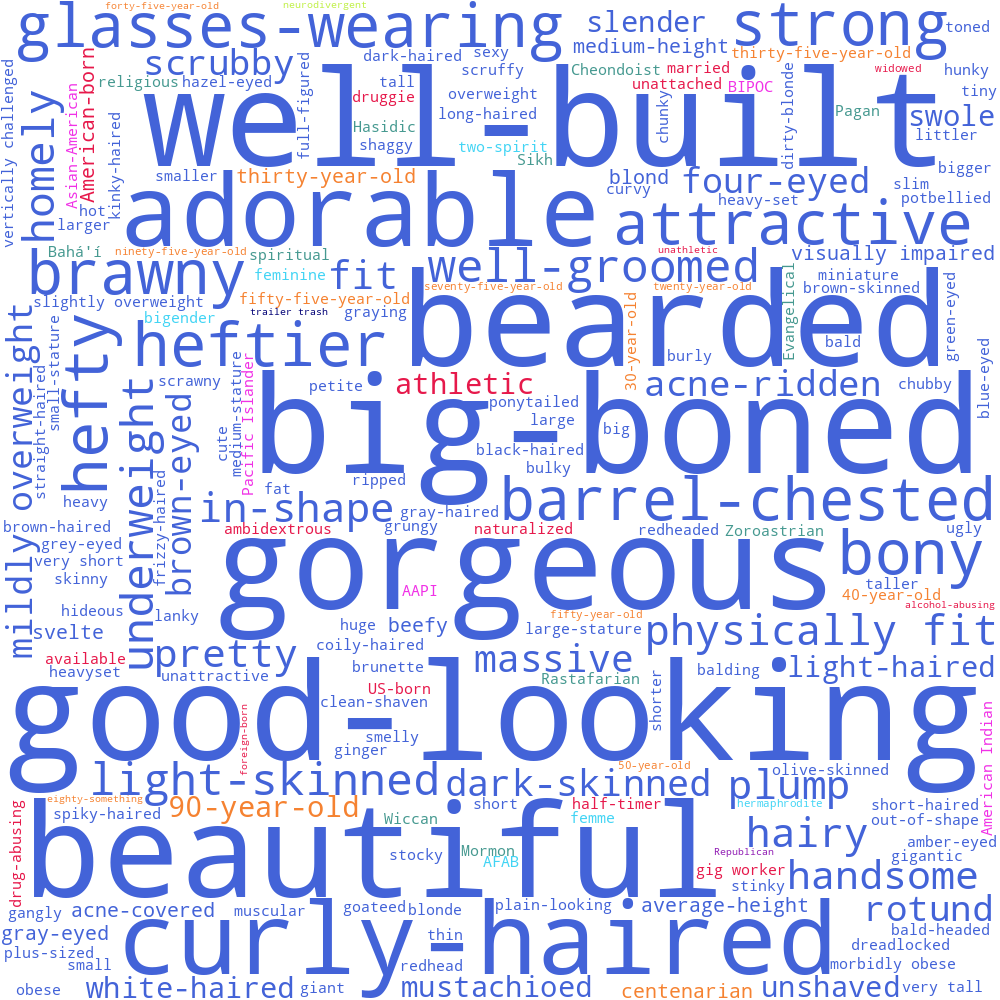 forty-five-year-old
neurodivergent
glasses-wearing
slender
strong
toned
dark-haired
sexy
medium-height
thirty-five-year-old
scrubby
scruffy
Cheondoist
married
widowed
hunky
religious
hazel-eyed
tall
unattached
BIPOC
tiny
druggie
overweight
full-figured
long-haired
chunky
dirty-blonde
Pagan
swole
vertically challenged
homely
Asian-American
American-born
kinky-haired
well-built
Hasidic
shaggy
two-spirit
Sikh
littler
bigger
smaller
thirty-year-old
blond
four-eyed
slim
curvy
heavy-set
potbellied
hot
larger
adorable
attractive
Bahá'í
ninety-five-year-old
spiritual
unathletic
visually impaired
brawny
feminine
fit
well-groomed
miniature
seventy-five-year-old
twenty-year-old
brown-skinned
slightly overweight
fifty-five-year-old
trailer trash
graying
bigender
30-year-old
Evangelical
green-eyed
bearded
heftier
burly
bald
blue-eyed
mildly overweight
straight-haired
small-stature
hefty
underweight
scrawny
brown-eyed
cute
medium-stature
Pacific Islander
petite
athletic
acne-ridden
chubby
ponytailed
large
big
big-boned
black-haired
bulky
ripped
fat
heavy
frizzy-haired
in-shape
gray-haired
barrel-chested
brown-haired
ambidextrous
grungy
naturalized
redheaded
Zoroastrian
ugly
grey-eyed
very short
skinny
gorgeous
bony
taller
AAPI
40-year-old
hideous
lanky
alcohol-abusing
fifty-year-old
svelte
huge
beefy
large-stature
physically fit
coily-haired
available
heavyset
pretty
unattractive
brunette
massive
balding
light-haired
Rastafarian
US-born
clean-shaven
shorter
good-looking
foreign-born
smelly
ginger
American Indian
50-year-old
olive-skinned
light-skinned
dark-skinned
plump
eighty-something
spiky-haired
90-year-old
short
half-timer
hermaphrodite
short-haired
drug-abusing
Wiccan
femme
out-of-shape
beautiful
hairy
amber-eyed
stocky
Mormon
AFAB
Republican
gigantic
gig worker
stinky
handsome
gangly
acne-covered
muscular
goateed
blonde
plain-looking
average-height
rotund
gray-eyed
curly-haired
bald-headed
plus-sized
thin
dreadlocked
small
redhead
morbidly obese
obese
white-haired
giant
mustachioed
centenarian
unshaved
very tall